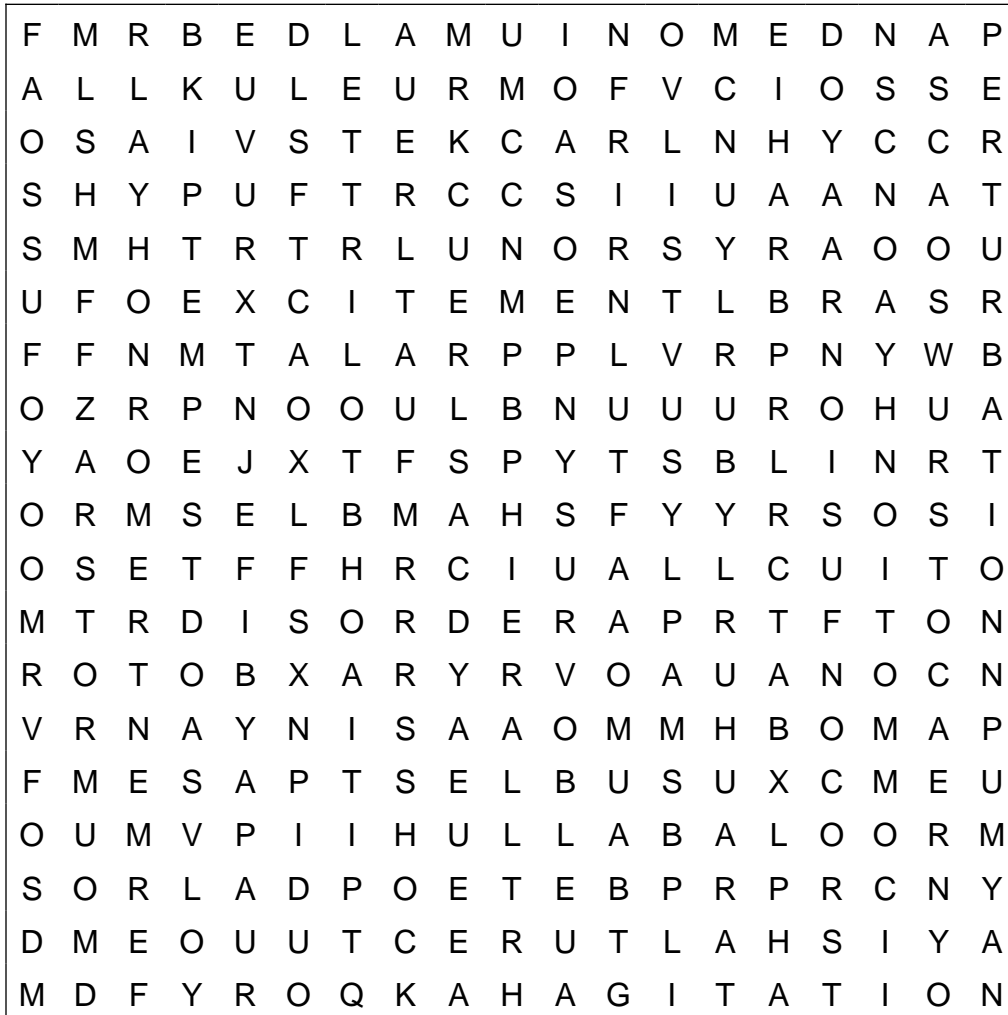 F M R B E D L A M U I N O M E D N A P
A L L K U L E U R M O F V C I O S S E
O S A I V S T E K C A R L N H Y C C R
S H Y P U F T R C C S I I U A A N A T
S M H T R T R L U N O R S Y R A O O U
U F O E X C I T E M E N T L B R A S R
F F N M T A L A R P P L V R P N Y W B
O Z R P N O O U L B N U U U R O H U A
Y A O E J X T F S P Y T S B L I N R T
O R M S E L B M A H S F Y Y R S O S I
O S E T F F H R C I U A L L C U I T O
M T R D I S O R D E R A P R T F T O N
R O T O B X A R Y R V O A U A N O C N
V R N A Y N I S A A O M M H B O M A P
F M E S A P T S E L B U S U X C M E U
O U M V P I I H U L L A B A L O O R M
S O R L A D P O E T E B P R P R C N Y
D M E O U U T C E R U T L A H S I Y A
M D F Y R O Q K A H A G I T A T I O N